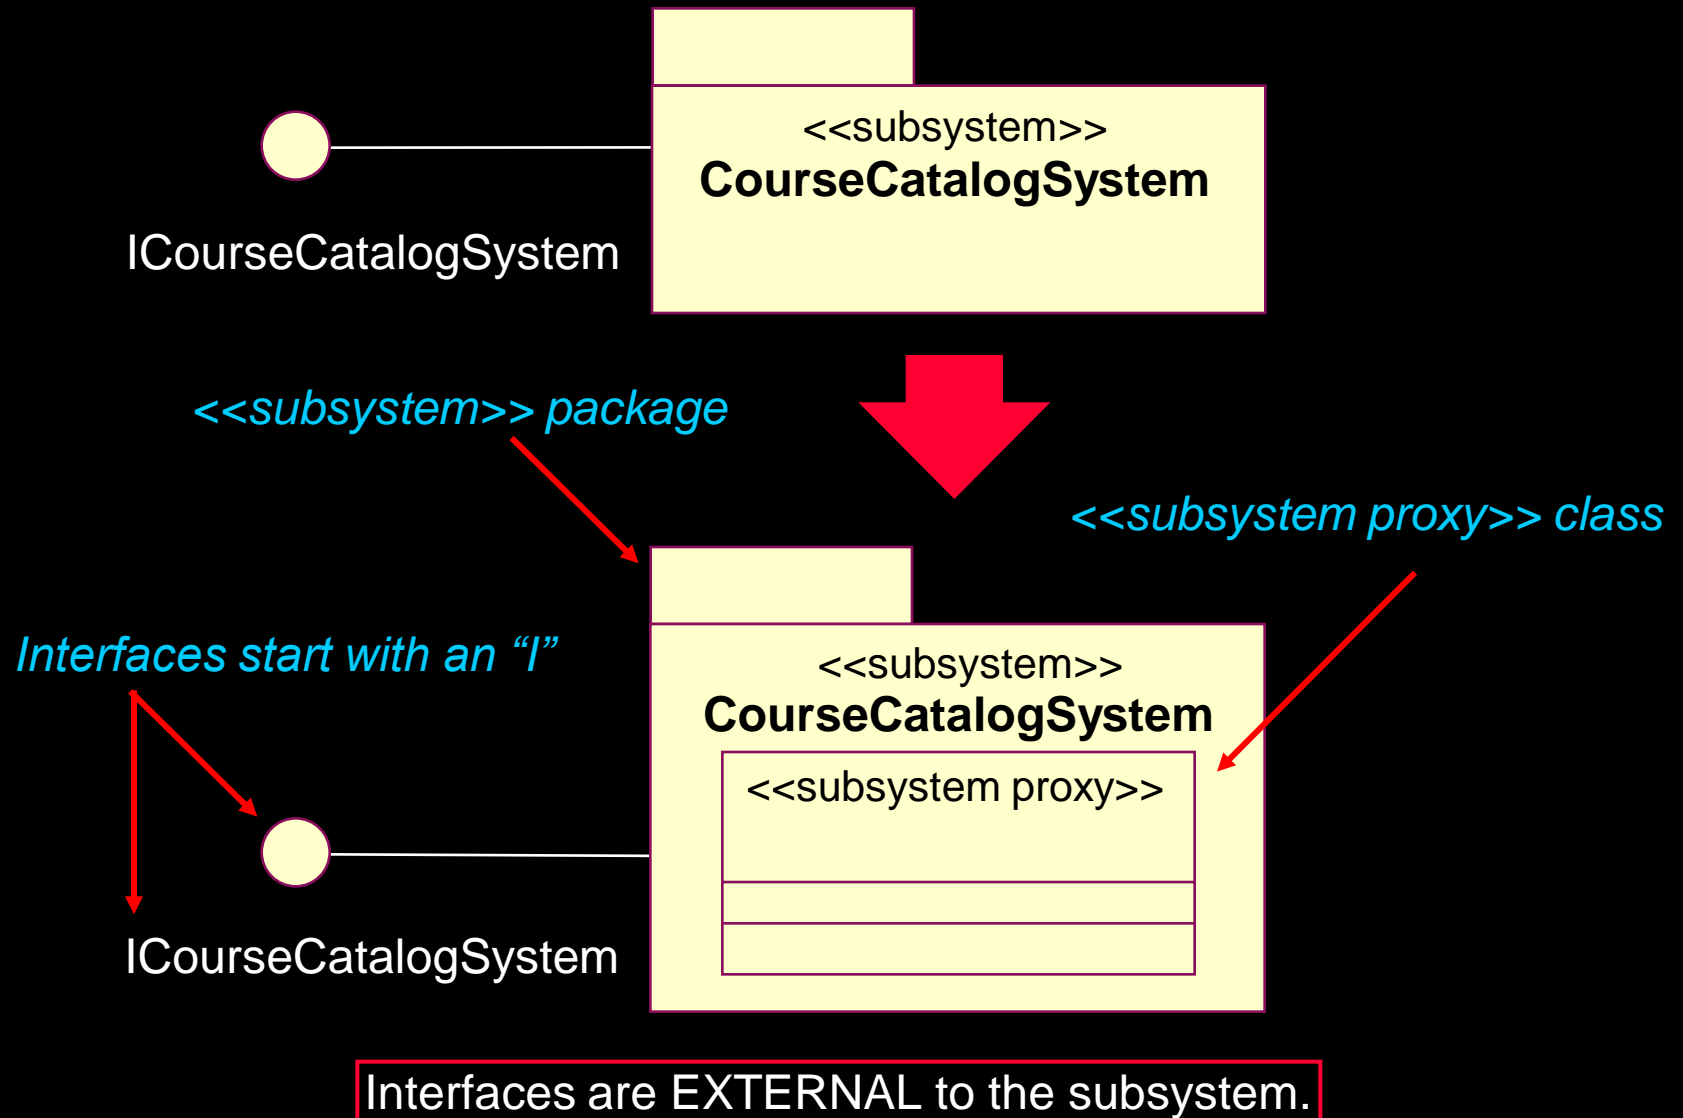 <<subsystem>>
CourseCatalogSystem
ICourseCatalogSystem
<<subsystem>> package
<<subsystem proxy>> class
Interfaces start with an “I”
<<subsystem>>
CourseCatalogSystem
<<subsystem proxy>>
ICourseCatalogSystem
Interfaces are EXTERNAL to the subsystem.